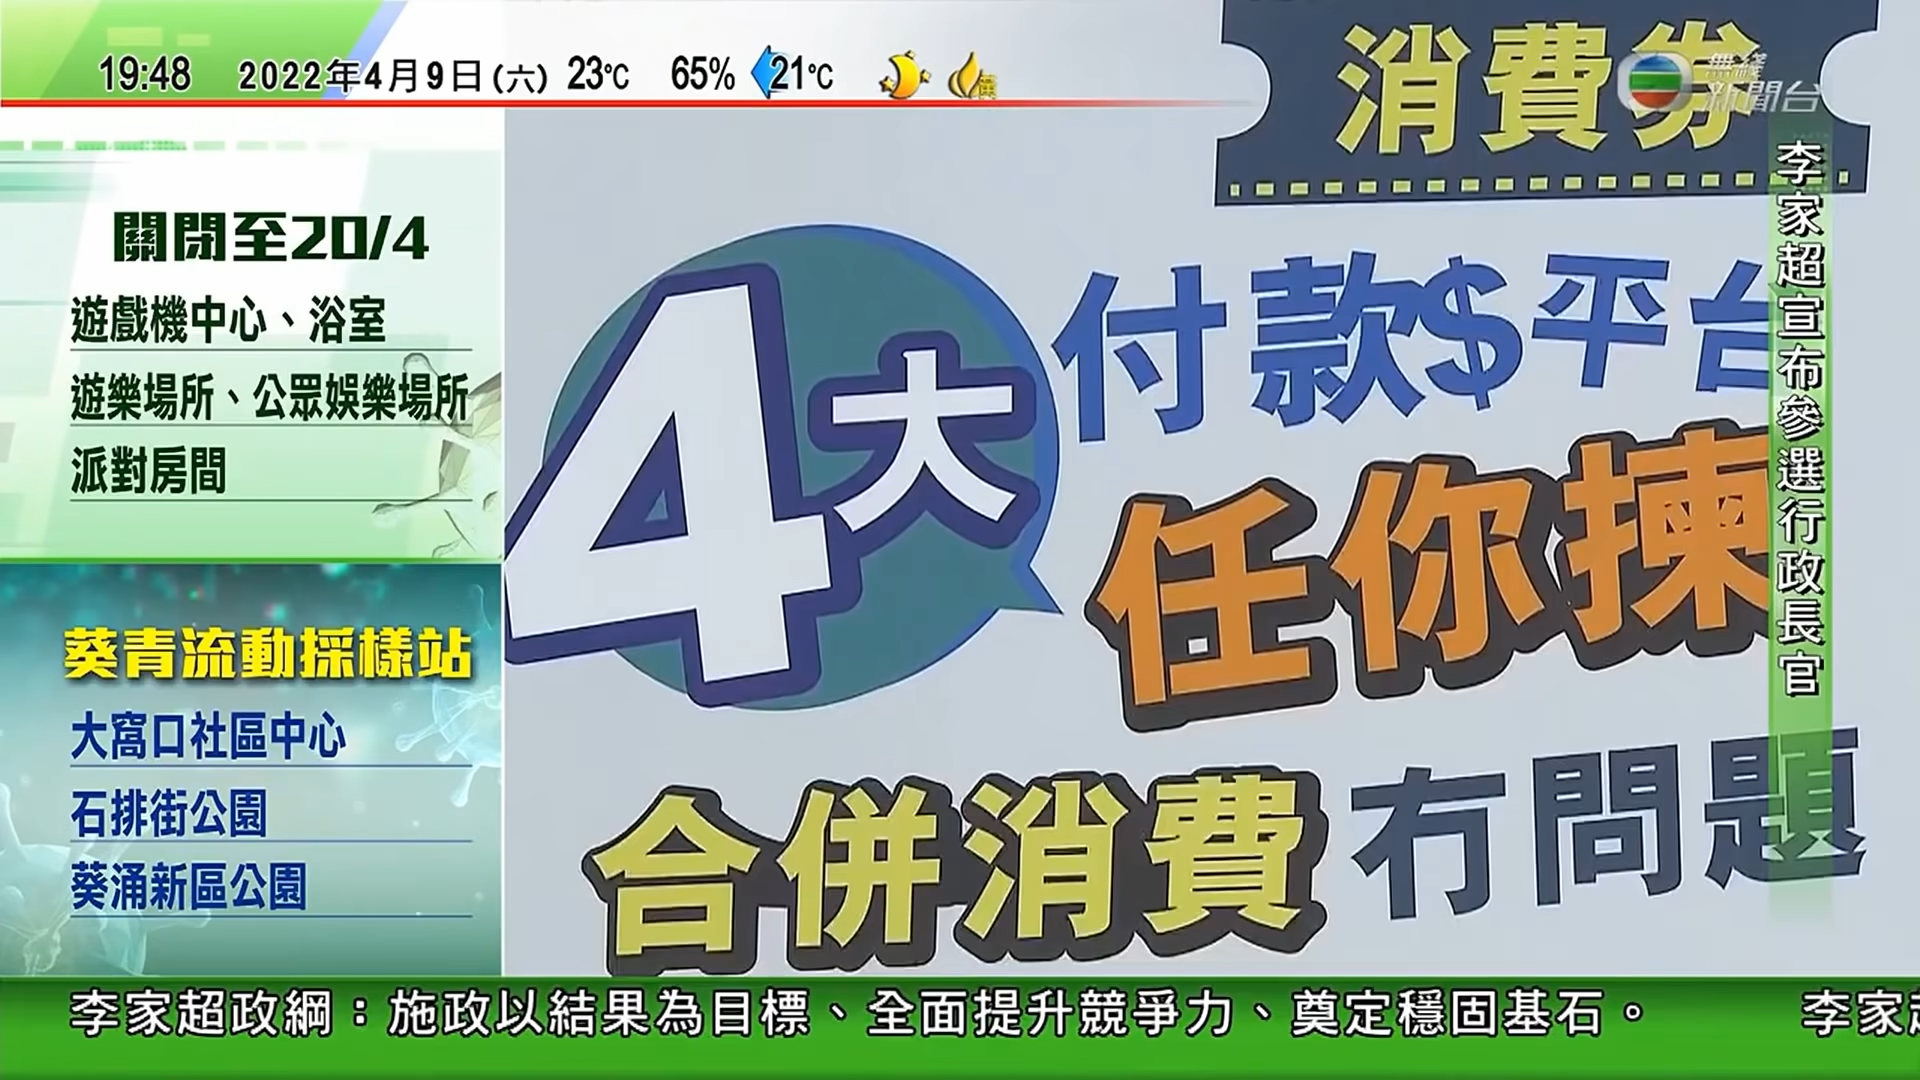 19:48 2022年4月9日(六) 23℃ 65% 21℃
消費券
無綫
新聞台
關閉至20/4
遊戲機中心、浴室
遊樂場所、公眾娛樂場所
派對房間
葵青流動採樣站
大窩口社區中心
石排街公園
葵涌新區公園
4大付款$平台
任你揀
合併消費冇問題
李家超宣布參選行政長官
李家超政綱：施政以結果為目標、全面提升競爭力、奠定穩固基石。 李家超